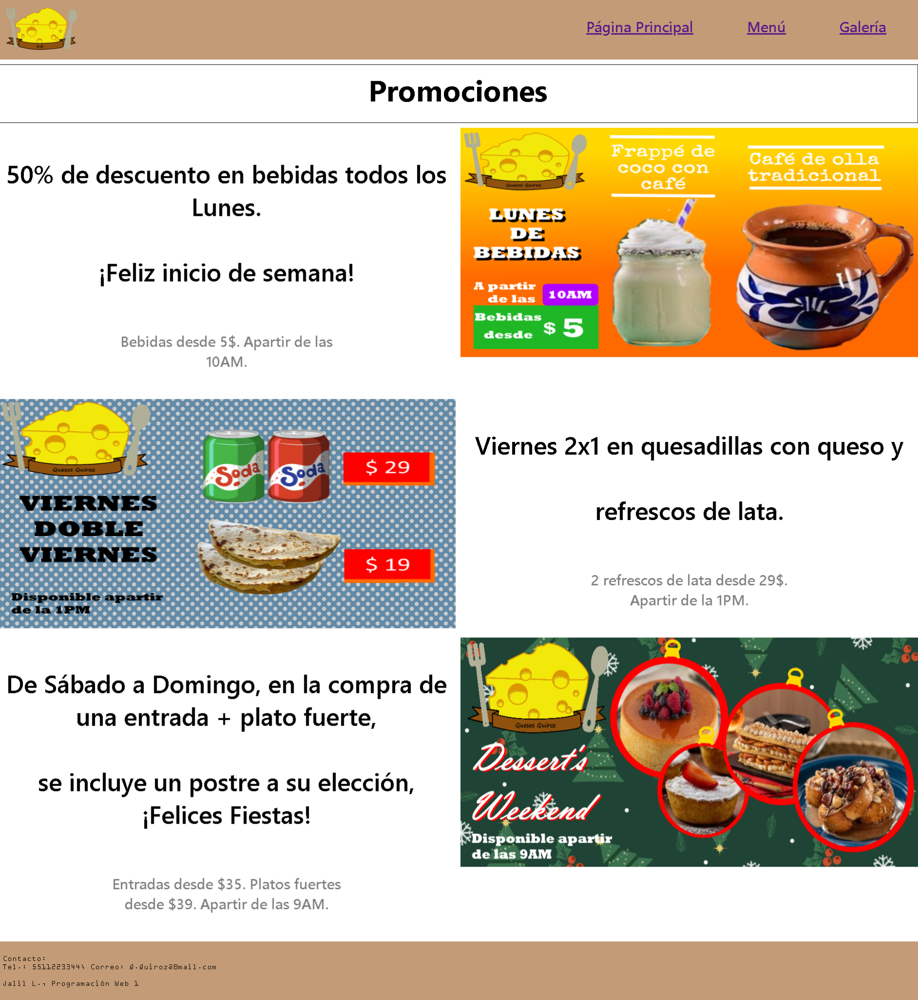 Q.Q.
Página Principal
Menú
Galería
Promociones
50% de descuento en bebidas todos los
Lunes.
¡Feliz inicio de semana!
Bebidas desde 5$. Apartir de las
10AM.
Quesos Quiroz
LUNES
DE
BEBIDAS
A partir
de las
10AM
Bebidas
desde
$ 5
Frappé de
coco con
café
Café de olla
tradicional
Quesos Quiroz
VIERNES
DOBLE
VIERNES
Disponible apartir
de la 1PM
Soda
Soda
$ 29
$ 19
Viernes 2x1 en quesadillas con queso y
refrescos de lata.
2 refrescos de lata desde 29$.
Apartir de la 1PM.
De Sábado a Domingo, en la compra de
una entrada + plato fuerte,
se incluye un postre a su elección,
¡Felices Fiestas!
Entradas desde $35. Platos fuertes
desde $39. Apartir de las 9AM.
Quesos Quiroz
Dessert's
Weekend
Disponible apartir
de las 9AM
Contacto:
Tel.: 55112233441; Correo: Q.Quiroz@Bmail.com
Jalil L., Programación Web 1